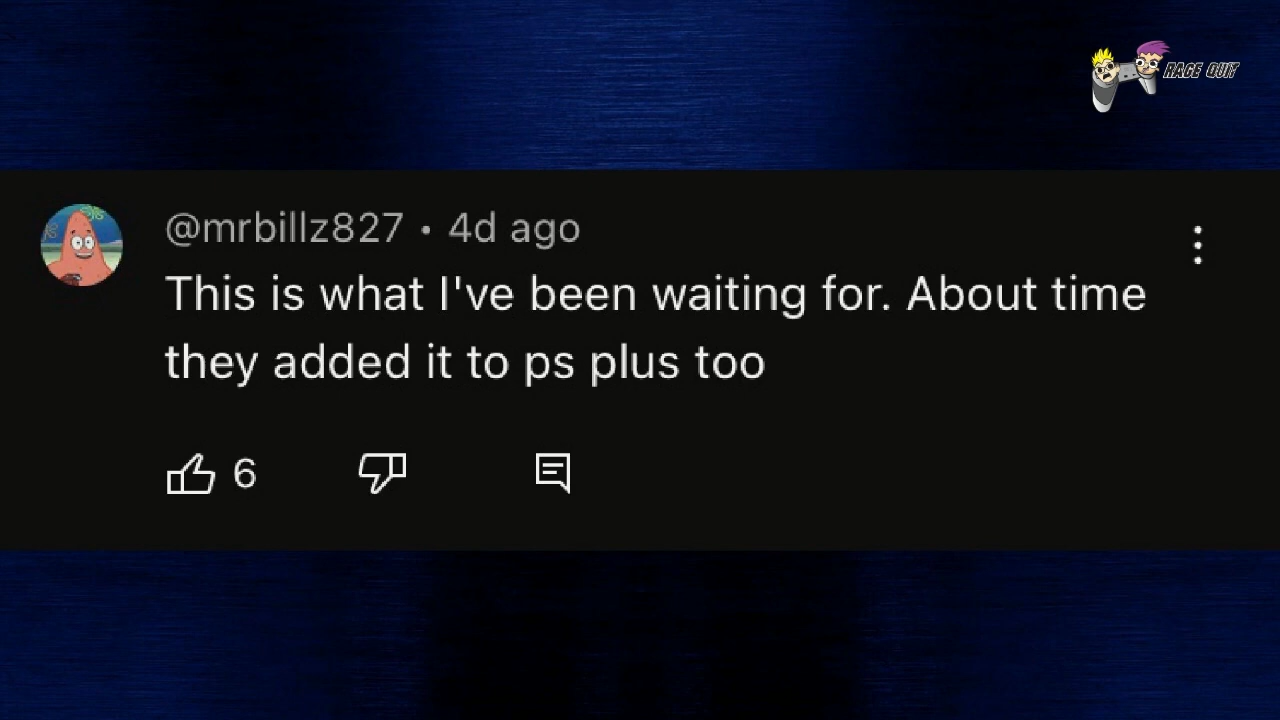 RAGE QUIT
@mrbillz827 • 4d ago
This is what I've been waiting for. About time
they added it to ps plus too
6